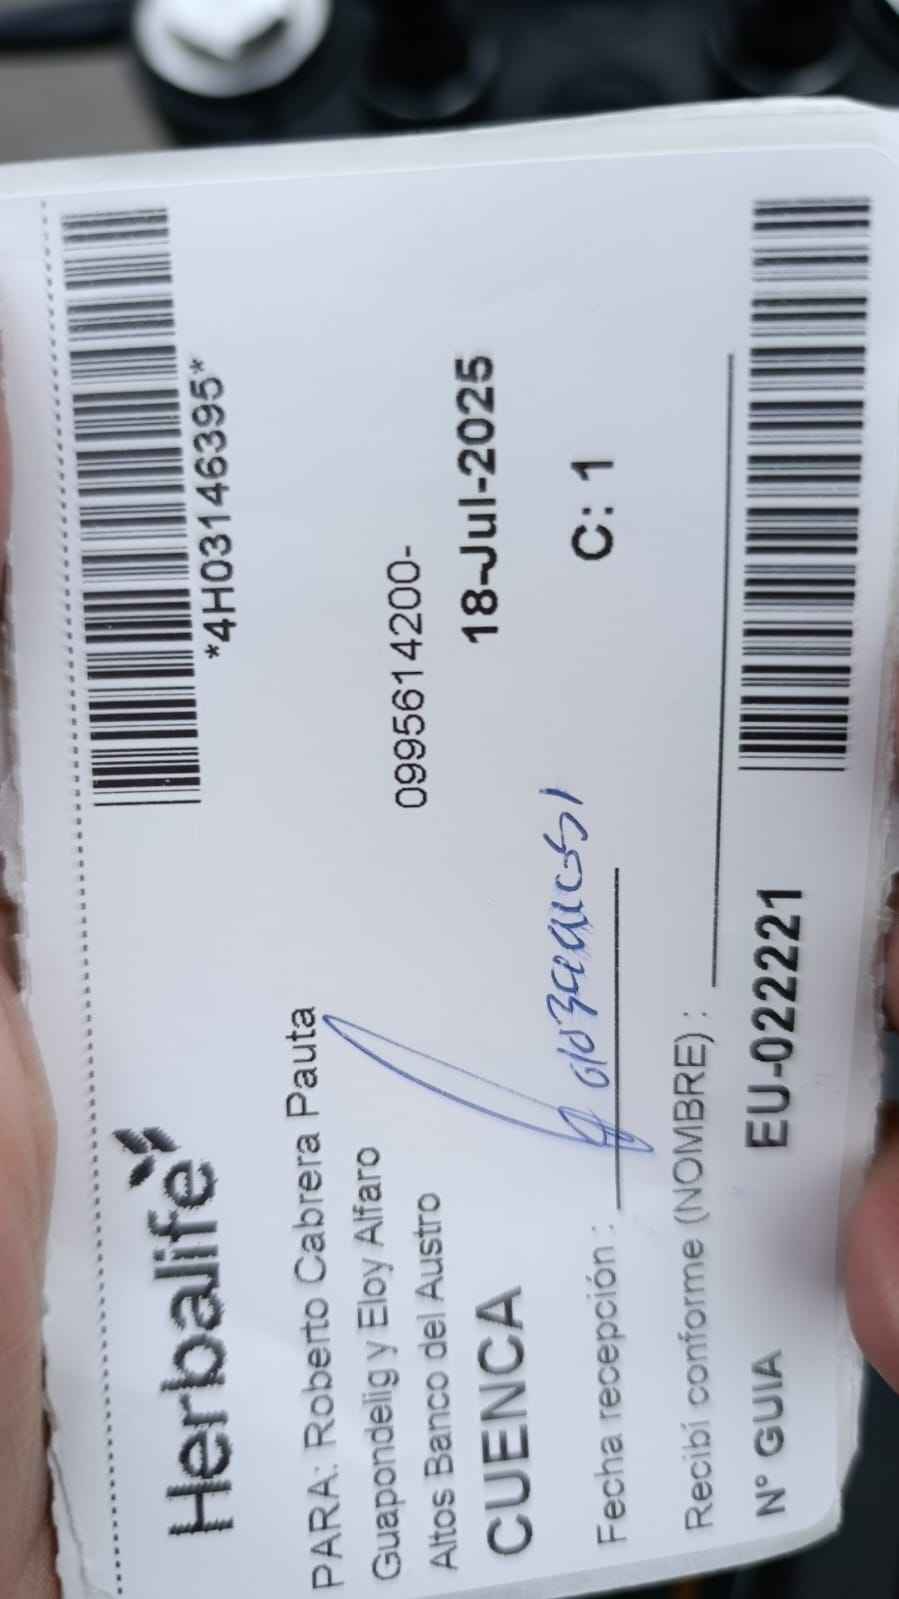 *4H03146395*
Herbalife
PARA: Roberto Cabrera Pauta
Guapondelig y Eloy Alfaro
0995614200-
Altos Banco del Austro
18-Jul-2025
CUENCA
Fecha recepción :
C: 1
Recibí conforme (NOMBRE) :
N° GUIA EU-02221